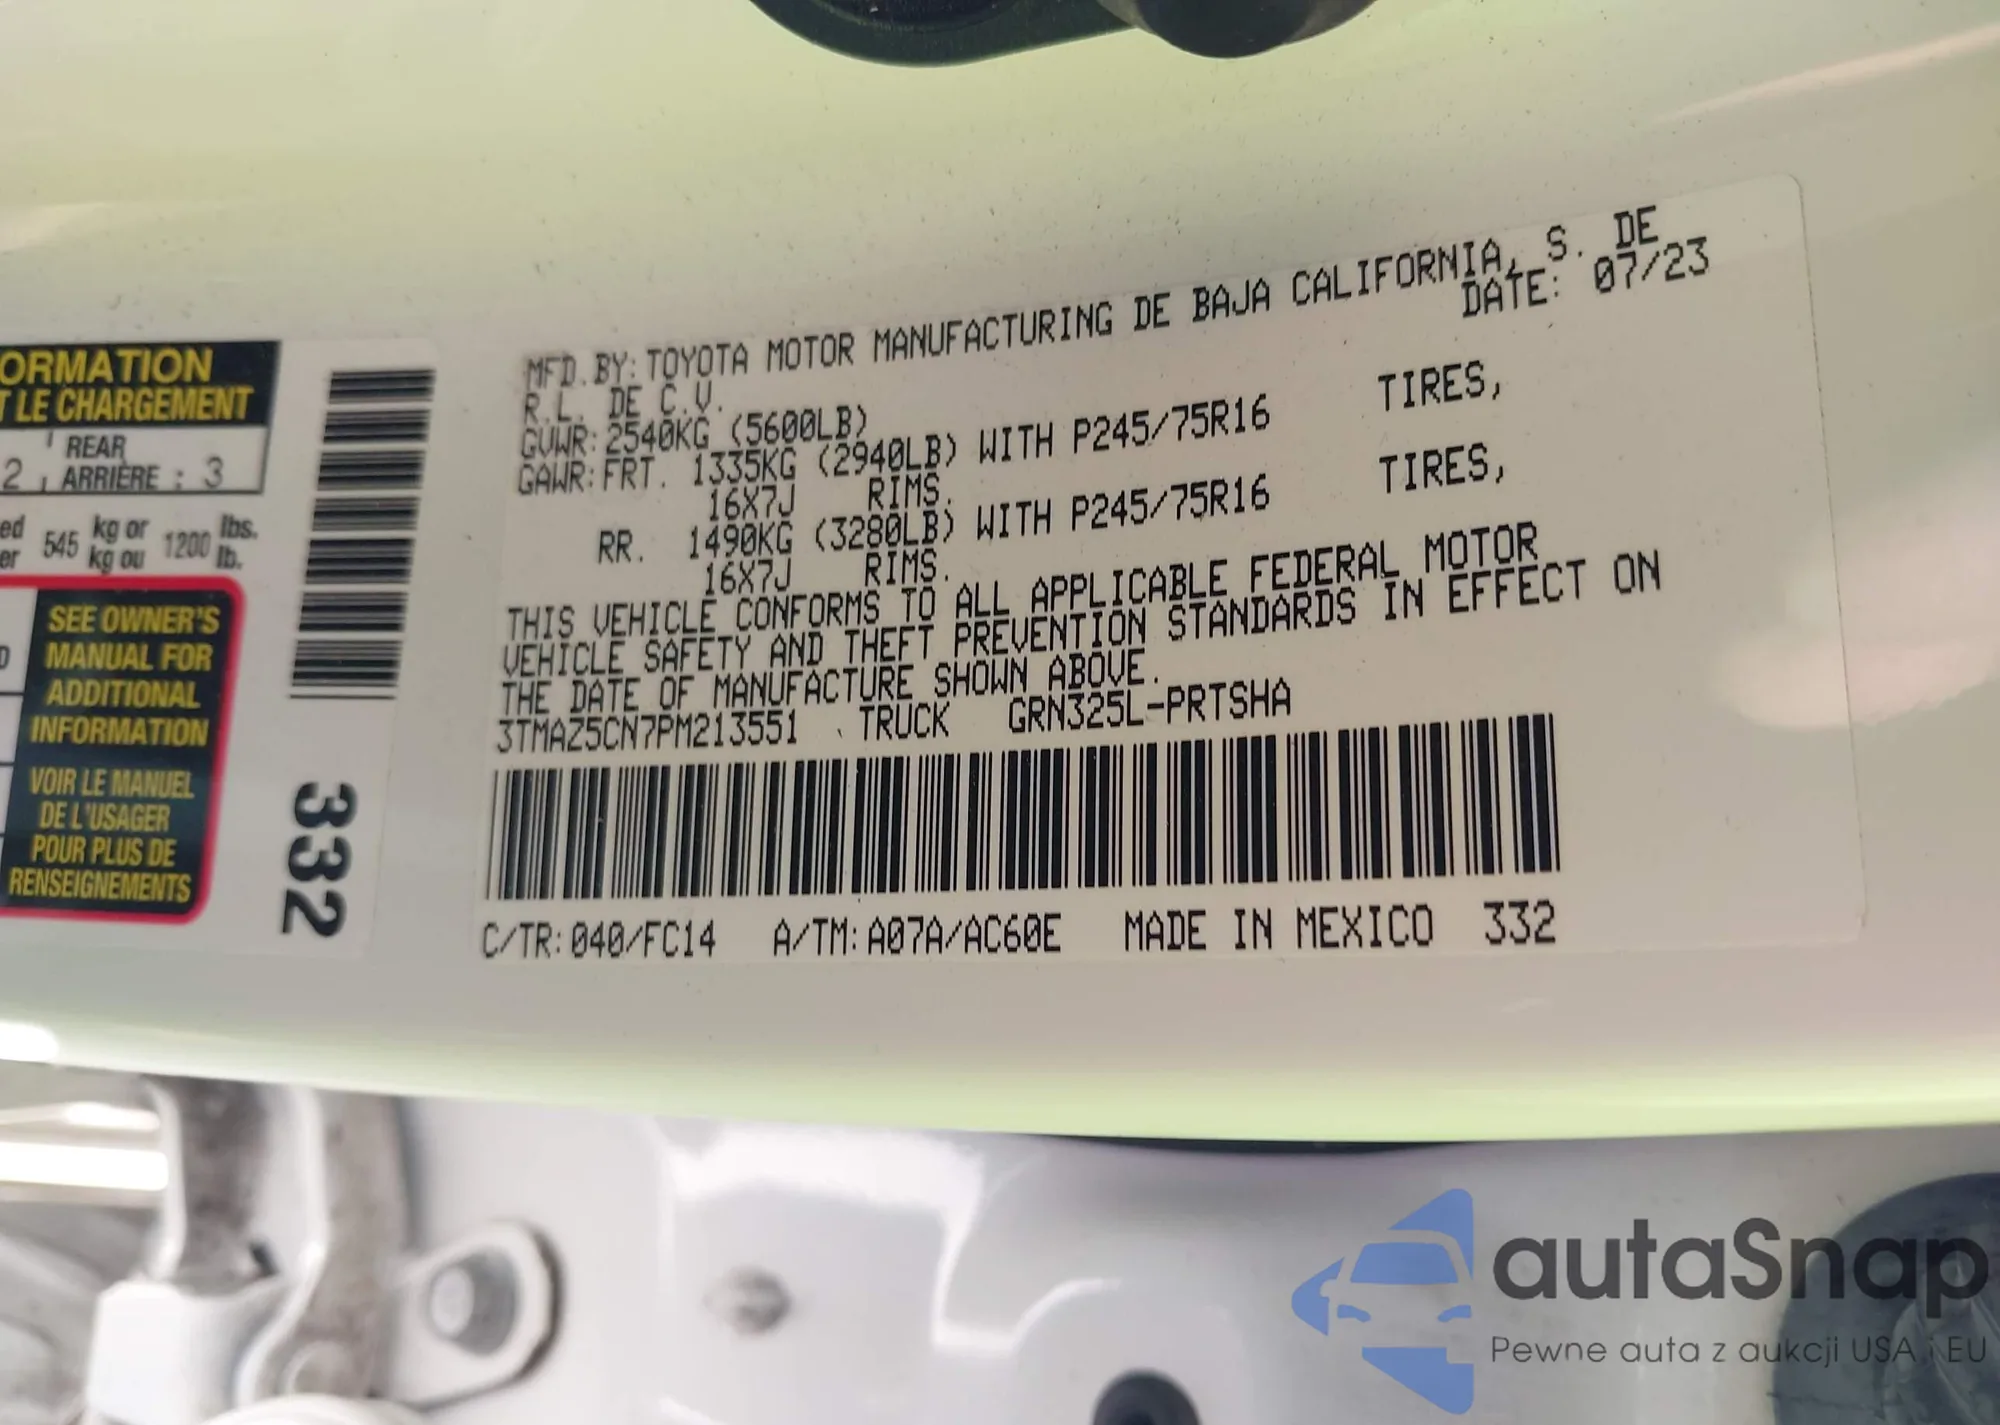 ORMATION
T LE CHARGEMENT
2 , REAR
ARRIÈRE : 3
ed 545 kg or 1200 lbs.
er kg ou lb.
SEE OWNER'S
MANUAL FOR
ADDITIONAL
INFORMATION
VOIR LE MANUEL
DE L'USAGER
POUR PLUS DE
RENSEIGNEMENTS
332
MFD.BY:TOYOTA MOTOR MANUFACTURING DE BAJA CALIFORNIA, S. DE
R.L. DE C.V. DATE: 07/23
GVWR:2540KG (5600LB)
GAWR:FRT. 1335KG (2940LB) WITH P245/75R16 TIRES,
16X7J RIMS.
RR. 1490KG (3280LB) WITH P245/75R16 TIRES,
16X7J RIMS.
THIS VEHICLE CONFORMS TO ALL APPLICABLE FEDERAL MOTOR
VEHICLE SAFETY AND THEFT PREVENTION STANDARDS IN EFFECT ON
THE DATE OF MANUFACTURE SHOWN ABOVE.
3TMAZ5CN7PM213551 TRUCK GRN325L-PRTSHA
C/TR:040/FC14 A/TM:A07A/AC60E MADE IN MEXICO 332
autaSnap
Pewne auta z aukcji USA i EU